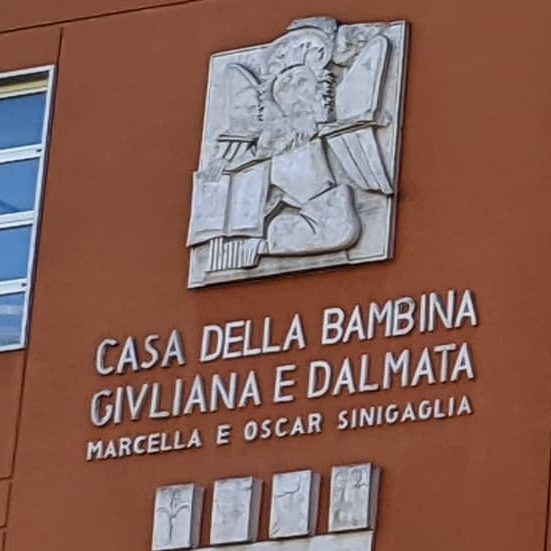 CASA DELLA BAMBINA
GIVLIANA E DALMATA
MARCELLA E OSCAR SINIGAGLIA